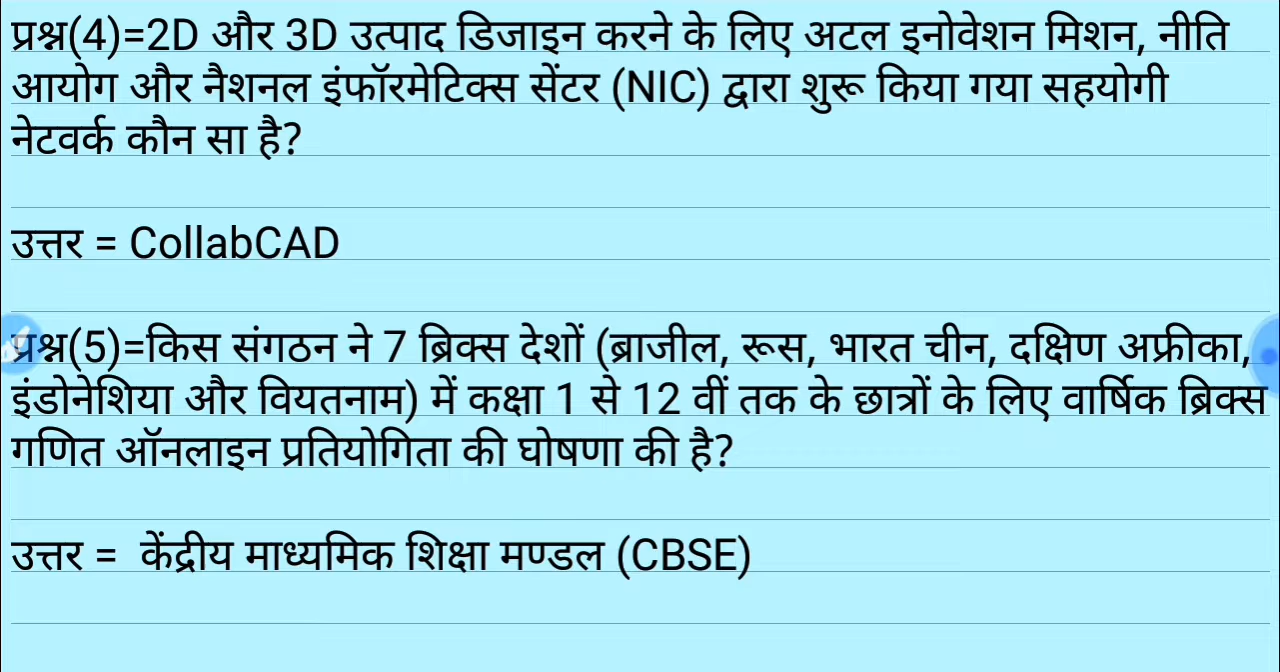 प्रश्न(4)=2D और 3D उत्पाद डिजाइन करने के लिए अटल इनोवेशन मिशन, नीति
आयोग और नैशनल इंफॉरमेटिक्स सेंटर (NIC) द्वारा शुरू किया गया सहयोगी
नेटवर्क कौन सा है?
उत्तर = CollabCAD
प्रश्न(5)=किस संगठन ने 7 ब्रिक्स देशों (ब्राजील, रूस, भारत चीन, दक्षिण अफ्रीका,
इंडोनेशिया और वियतनाम) में कक्षा 1 से 12 वीं तक के छात्रों के लिए वार्षिक ब्रिक्स
गणित ऑनलाइन प्रतियोगिता की घोषणा की है?
उत्तर = केंद्रीय माध्यमिक शिक्षा मण्डल (CBSE)